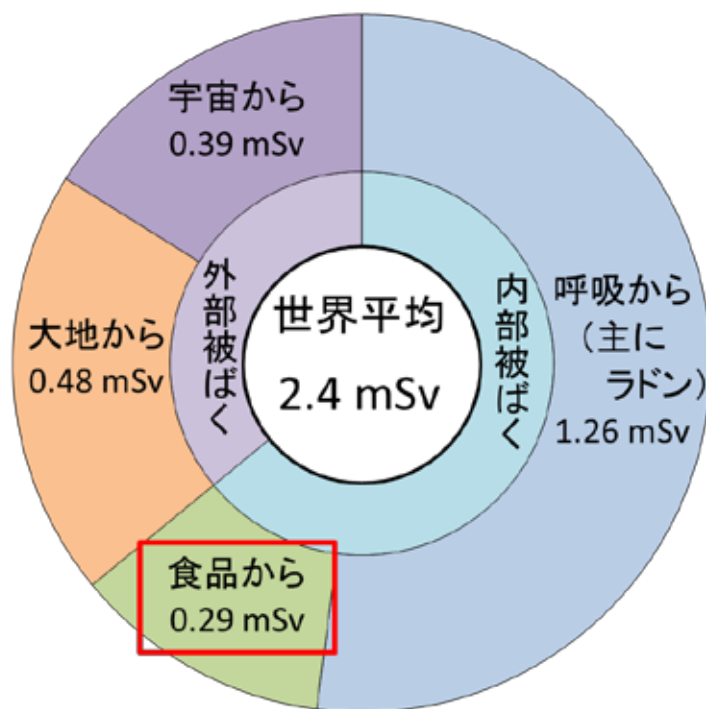 宇宙から
0.39 mSv
外部被ばく
世界平均
2.4 mSv
内部被ばく
呼吸から
（主に
ラドン）
1.26 mSv
大地から
0.48 mSv
食品から
0.29 mSv